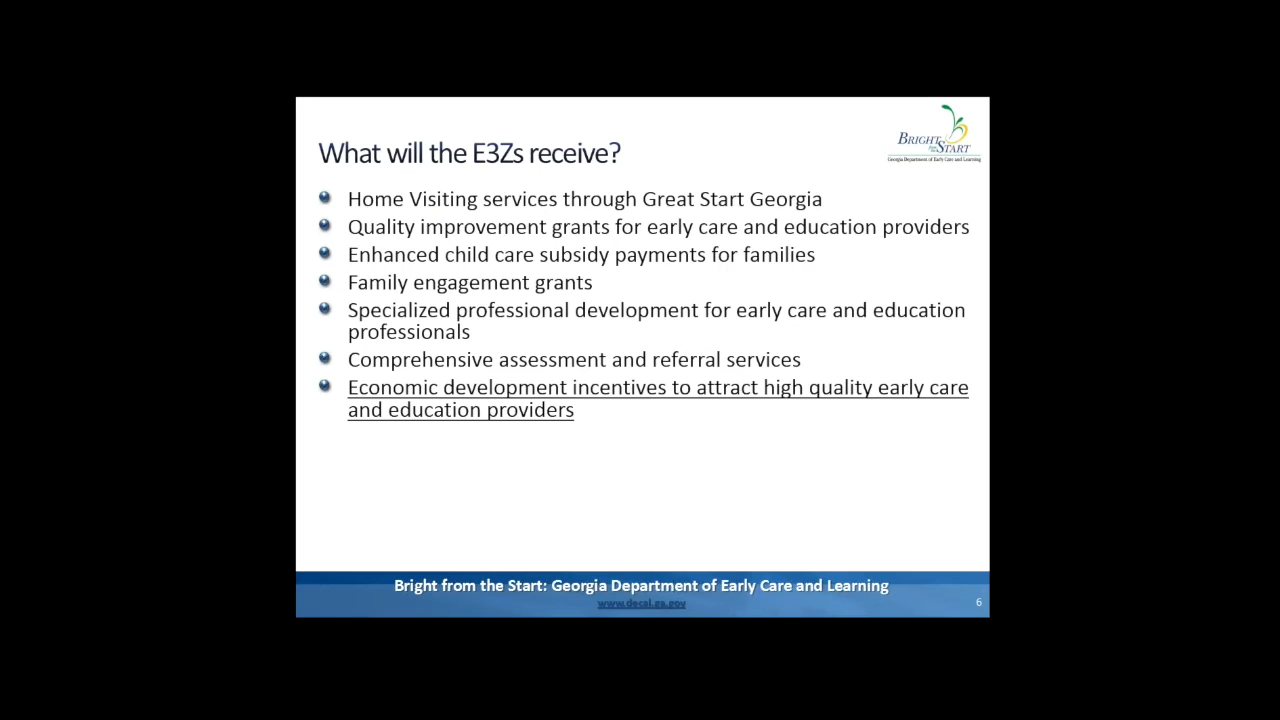 BRIGHT
from the
START
Georgia Department of Early Care and Learning
What will the E3Zs receive?
Home Visiting services through Great Start Georgia
Quality improvement grants for early care and education providers
Enhanced child care subsidy payments for families
Family engagement grants
Specialized professional development for early care and education
professionals
Comprehensive assessment and referral services
Economic development incentives to attract high quality early care
and education providers
Bright from the Start: Georgia Department of Early Care and Learning
www.decal.ga.gov
6